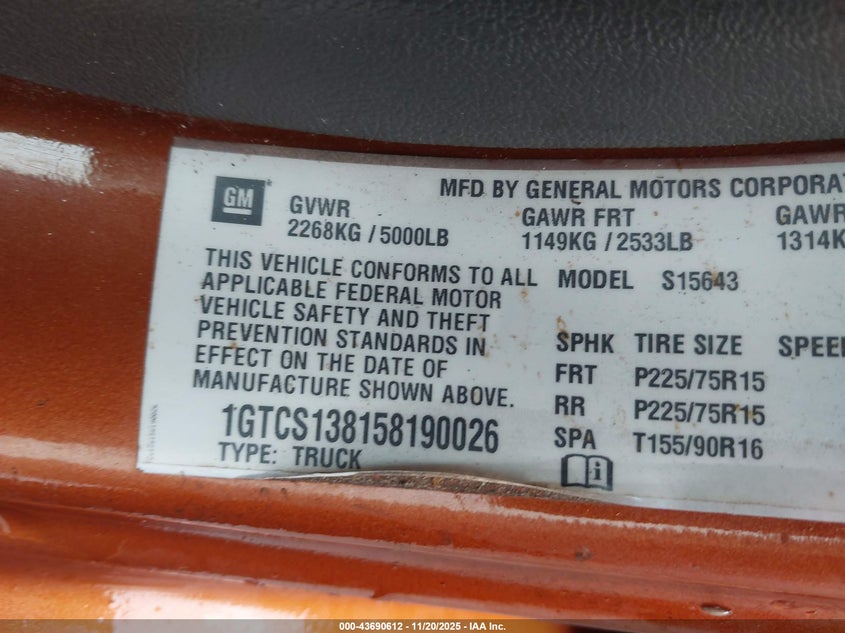 MFD BY GENERAL MOTORS CORPORAT
GM
GVWR GAWR FRT GAWR
2268KG / 5000LB 1149KG / 2533LB 1314K
THIS VEHICLE CONFORMS TO ALL
APPLICABLE FEDERAL MOTOR
VEHICLE SAFETY AND THEFT
PREVENTION STANDARDS IN
EFFECT ON THE DATE OF
MANUFACTURE SHOWN ABOVE.
1GTCS138158190026
TYPE: TRUCK
MODEL S15643
SPHK TIRE SIZE SPEED
FRT P225/75R15
RR P225/75R15
SPA T155/90R16
000-43690612 - 11/20/2025 - IAA Inc.